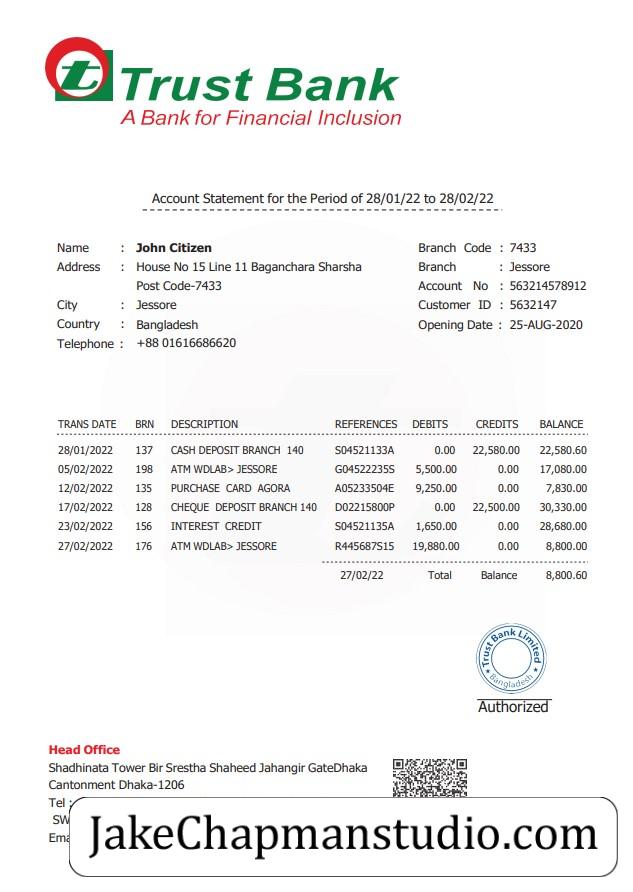 Trust Bank
A Bank for Financial Inclusion
Account Statement for the Period of 28/01/22 to 28/02/22
Name : John Citizen
Address : House No 15 Line 11 Baganchara Sharsha
Post Code-7433
City : Jessore
Country : Bangladesh
Telephone : +88 01616686620
Branch Code : 7433
Branch : Jessore
Account No : 563214578912
Customer ID : 5632147
Opening Date : 25-AUG-2020
TRANS DATE BRN DESCRIPTION REFERENCES DEBITS CREDITS BALANCE
28/01/2022 137 CASH DEPOSIT BRANCH 140 S04521133A 0.00 22,580.00 22,580.60
05/02/2022 198 ATM WDLAB> JESSORE G04522235S 5,500.00 0.00 17,080.00
12/02/2022 135 PURCHASE CARD AGORA A05233504E 9,250.00 0.00 7,830.00
17/02/2022 128 CHEQUE DEPOSIT BRANCH 140 D02215800P 0.00 22,500.00 30,330.00
23/02/2022 156 INTEREST CREDIT S04521135A 1,650.00 0.00 28,680.00
27/02/2022 176 ATM WDLAB> JESSORE R445687S15 19,880.00 0.00 8,800.00
27/02/22 Total Balance 8,800.60
Trust Bank Limited
Bangladesh
Authorized
Head Office
Shadhinata Tower Bir Srestha Shaheed Jahangir GateDhaka
Cantonment Dhaka-1206
Tel :
SW
Ema
JakeChapmanstudio.com